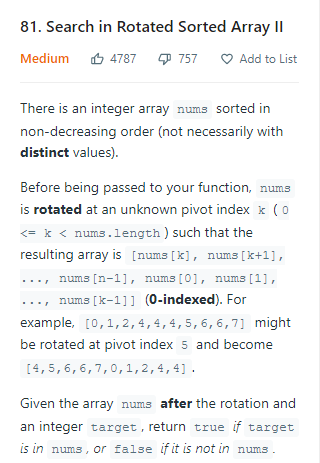 81. Search in Rotated Sorted Array II
Medium 4787 757 Add to List
There is an integer array nums sorted in
non-decreasing order (not necessarily with
distinct values).
Before being passed to your function, nums
is rotated at an unknown pivot index k ( 0
<= k < nums.length ) such that the
resulting array is [nums[k], nums[k+1],
..., nums[n-1], nums[0], nums[1],
..., nums[k-1]] (0-indexed). For
example, [0,1,2,4,4,4,5,6,6,7] might
be rotated at pivot index 5 and become
[4,5,6,6,7,0,1,2,4,4] .
Given the array nums after the rotation and
an integer target , return true if target
is in nums , or false if it is not in nums .